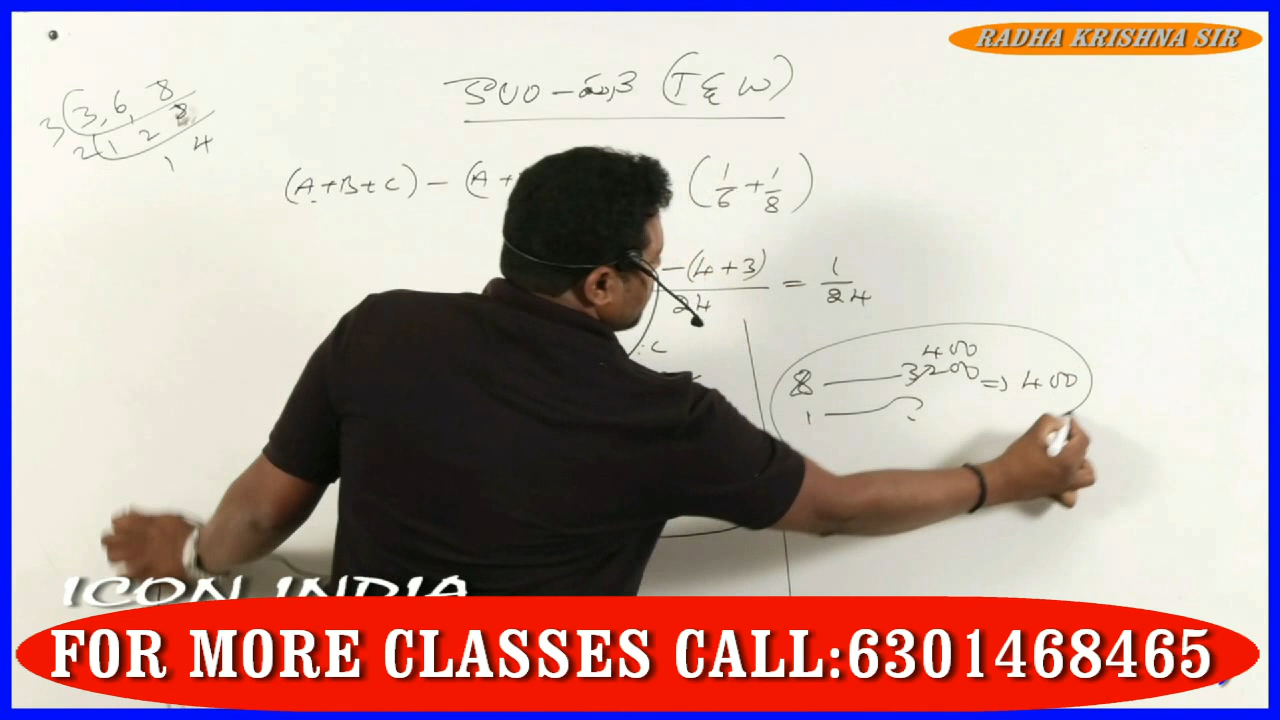 RADHA KRISHNA SIR
కాలం - పని (T & W)
3 ( 3, 6, 8
2 ( 1 2 8
1 4
(A+B+C) - (A +
(1/6 + 1/8)
-(4+3)/24 = 1/24
: C
400
8 — 3200 => 400
1 — ?
ICON INDIA
FOR MORE CLASSES CALL:6301468465